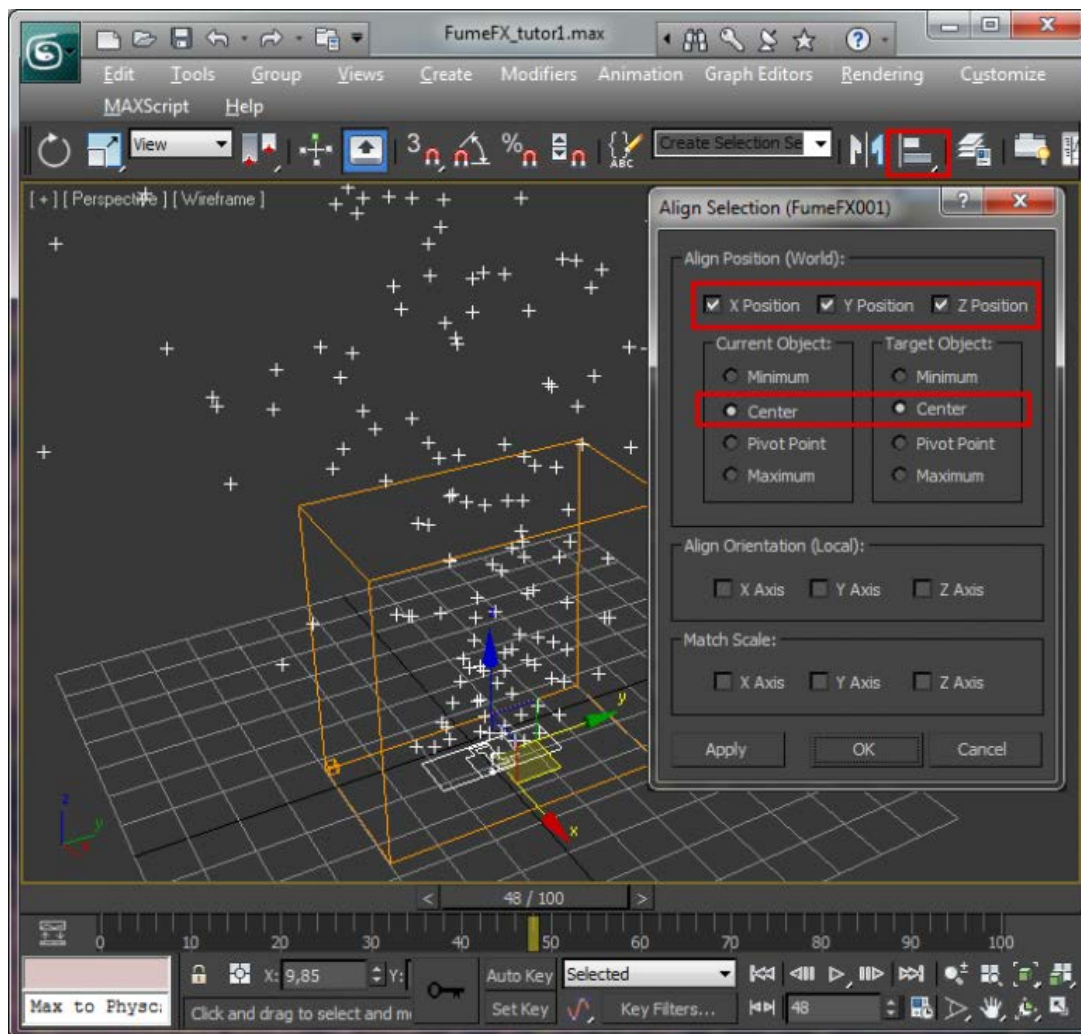 FumeFX_tutor1.max
Edit Tools Group Views Create Modifiers Animation Graph Editors Rendering Customize
MAXScript Help
View
3
%
ABC
Create Selection Se
[ + ] [ Perspective ] [ Wireframe ]
Align Selection (FumeFX001)
Align Position (World):
X Position Y Position Z Position
Current Object: Target Object:
Minimum Minimum
Center Center
Pivot Point Pivot Point
Maximum Maximum
Align Orientation (Local):
X Axis Y Axis Z Axis
Match Scale:
X Axis Y Axis Z Axis
Apply OK Cancel
z
y
x
z
y
x
< 48 / 100 >
0 10 20 30 40 50 60 70 80 90 100
X: 9,85 Y: Auto Key Selected
Max to Physc: Click and drag to select and m Set Key Key Filters... 48